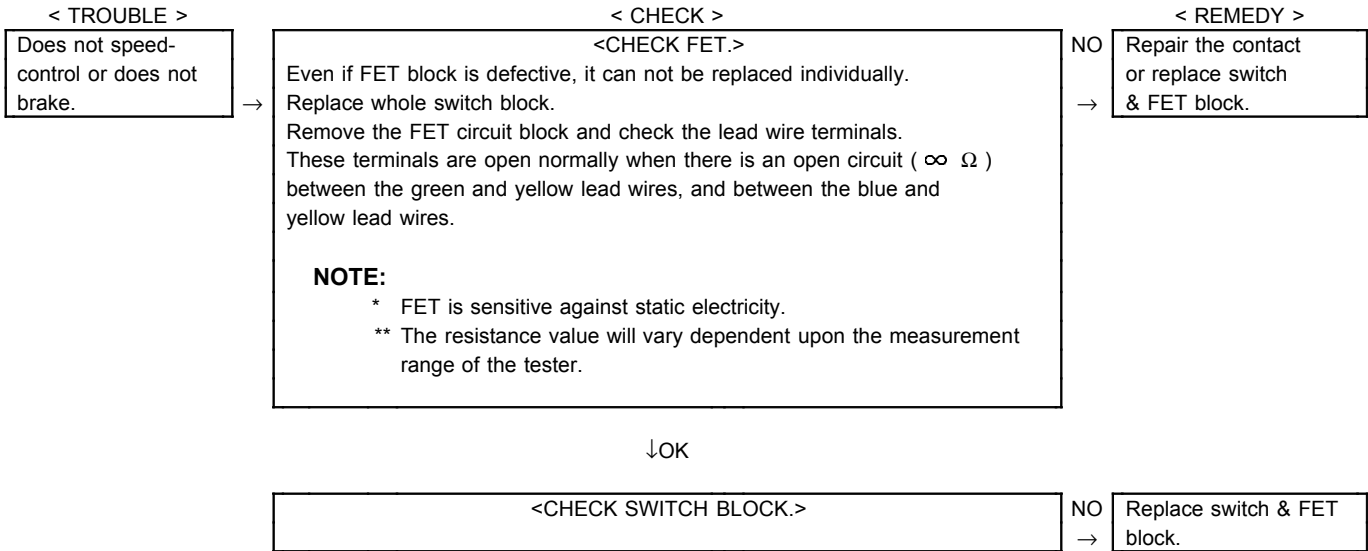 < TROUBLE >
< CHECK >
< REMEDY >
Does not speed-
control or does not
brake.
→
<CHECK FET.>
Even if FET block is defective, it can not be replaced individually.
Replace whole switch block.
Remove the FET circuit block and check the lead wire terminals.
These terminals are open normally when there is an open circuit ( ∞ Ω )
between the green and yellow lead wires, and between the blue and
yellow lead wires.
NOTE:
* FET is sensitive against static electricity.
** The resistance value will vary dependent upon the measurement
range of the tester.
NO
→
Repair the contact
or replace switch
& FET block.
↓OK
<CHECK SWITCH BLOCK.>
NO
→
Replace switch & FET
block.